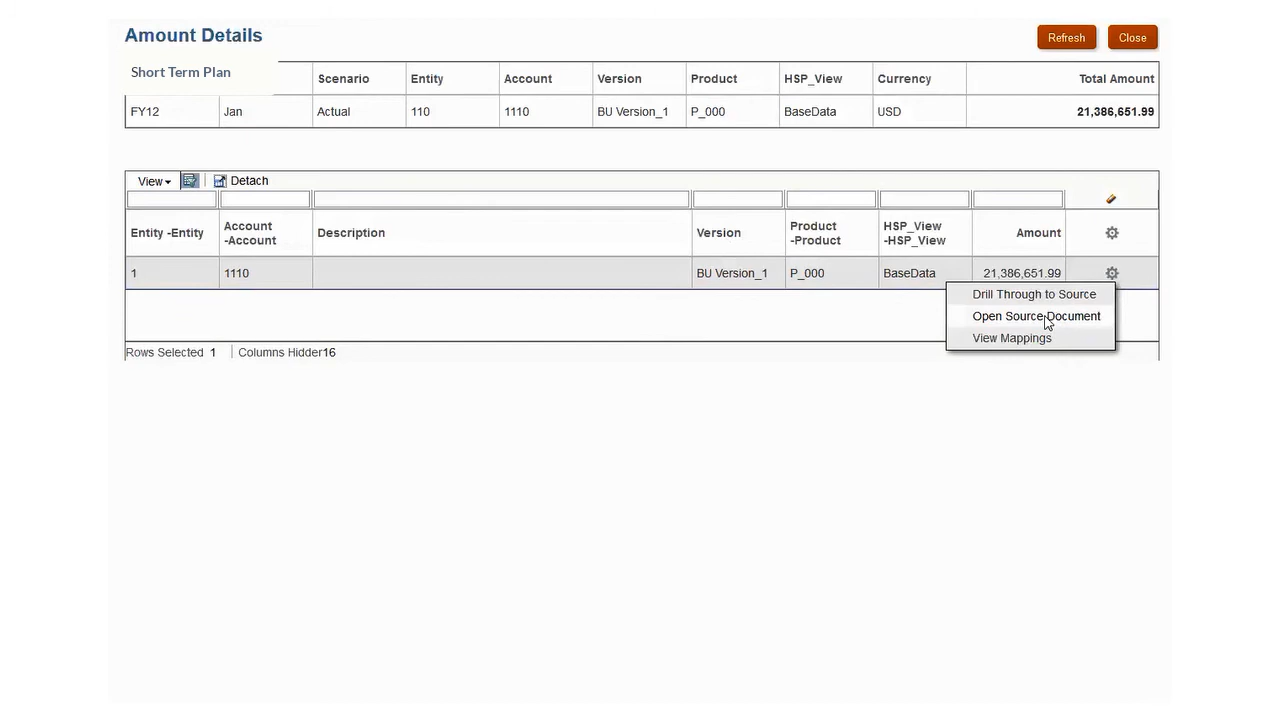 Amount Details
Refresh Close
Short Term Plan
Scenario Entity Account Version Product HSP_View Currency Total Amount
FY12 Jan Actual 110 1110 BU Version_1 P_000 BaseData USD 21,386,651.99
View Detach
Entity -Entity Account -Account Description Version Product -Product HSP_View -HSP_View Amount
1 1110 BU Version_1 P_000 BaseData 21,386,651.99
Drill Through to Source
Open Source Document
View Mappings
Rows Selected 1 Columns Hidder16